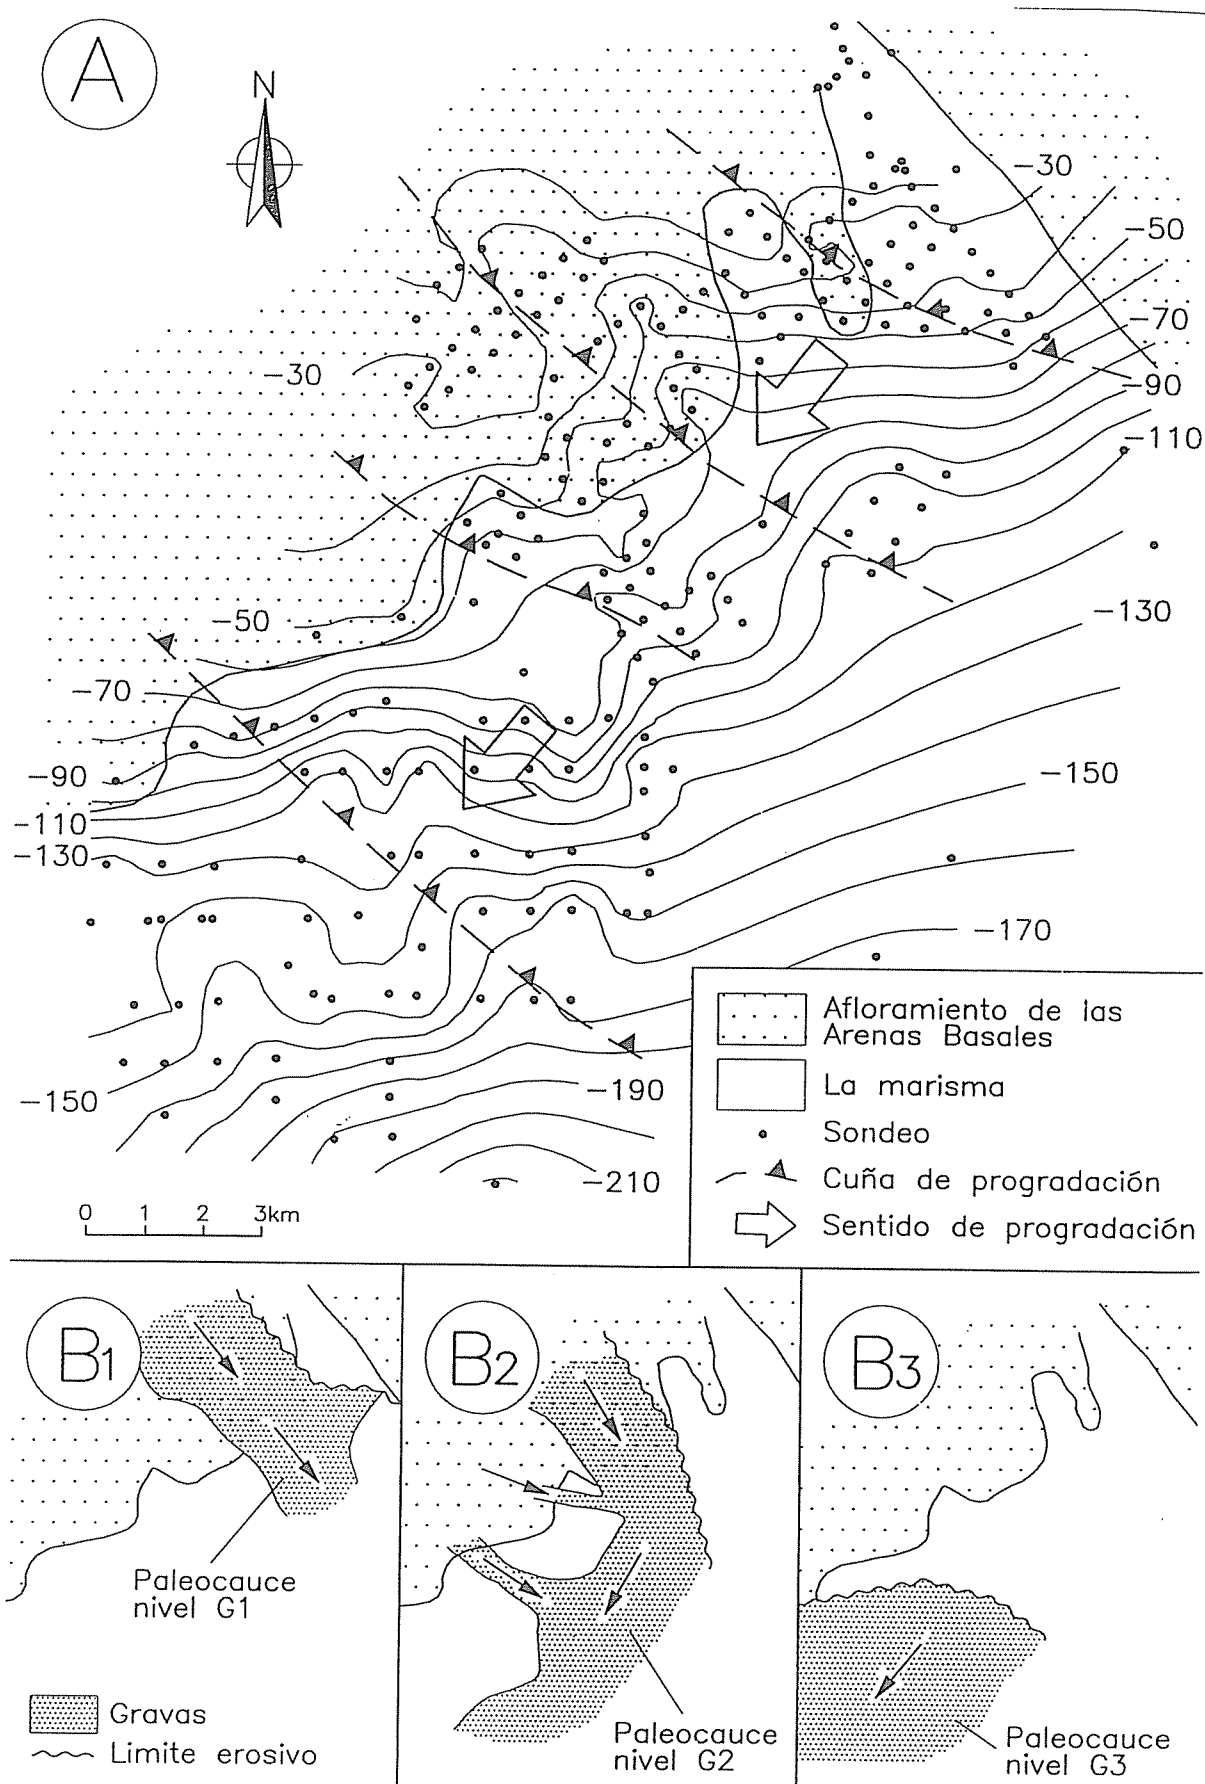 A
N
-30
-50
-70
-30
-90
-110
-50
-130
-70
-90
-150
-110
-130
-170
Afloramiento de las
Arenas Basales
La marisma
-150
-190
Sondeo
Cuña de progradación
-210
0 1 2 3km
Sentido de progradación
B1
Paleocauce
nivel G1
Gravas
Limite erosivo
B2
Paleocauce
nivel G2
B3
Paleocauce
nivel G3